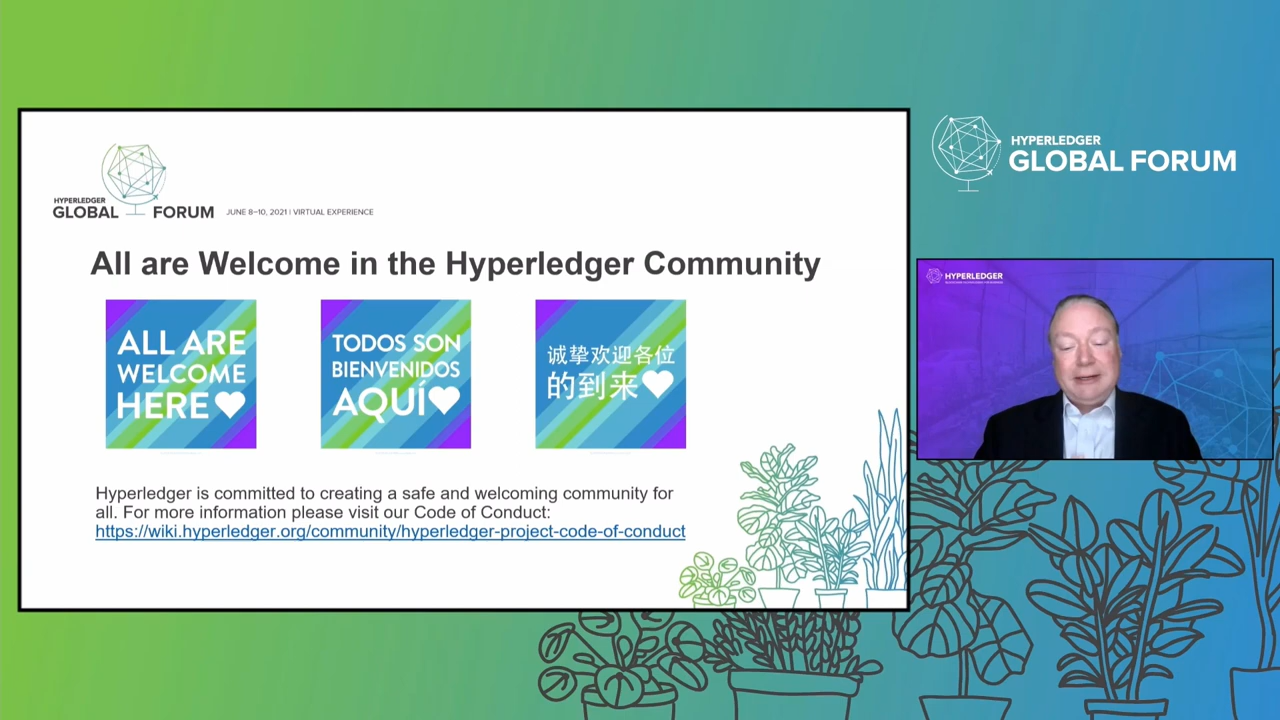 HYPERLEDGER
GLOBAL FORUM
JUNE 8–10, 2021 | VIRTUAL EXPERIENCE
All are Welcome in the Hyperledger Community
ALL ARE
WELCOME
HERE
TODOS SON
BIENVENIDOS
AQUÍ
诚挚欢迎各位
的到来
Hyperledger is committed to creating a safe and welcoming community for
all. For more information please visit our Code of Conduct:
https://wiki.hyperledger.org/community/hyperledger-project-code-of-conduct
HYPERLEDGER
GLOBAL FORUM
HYPERLEDGER